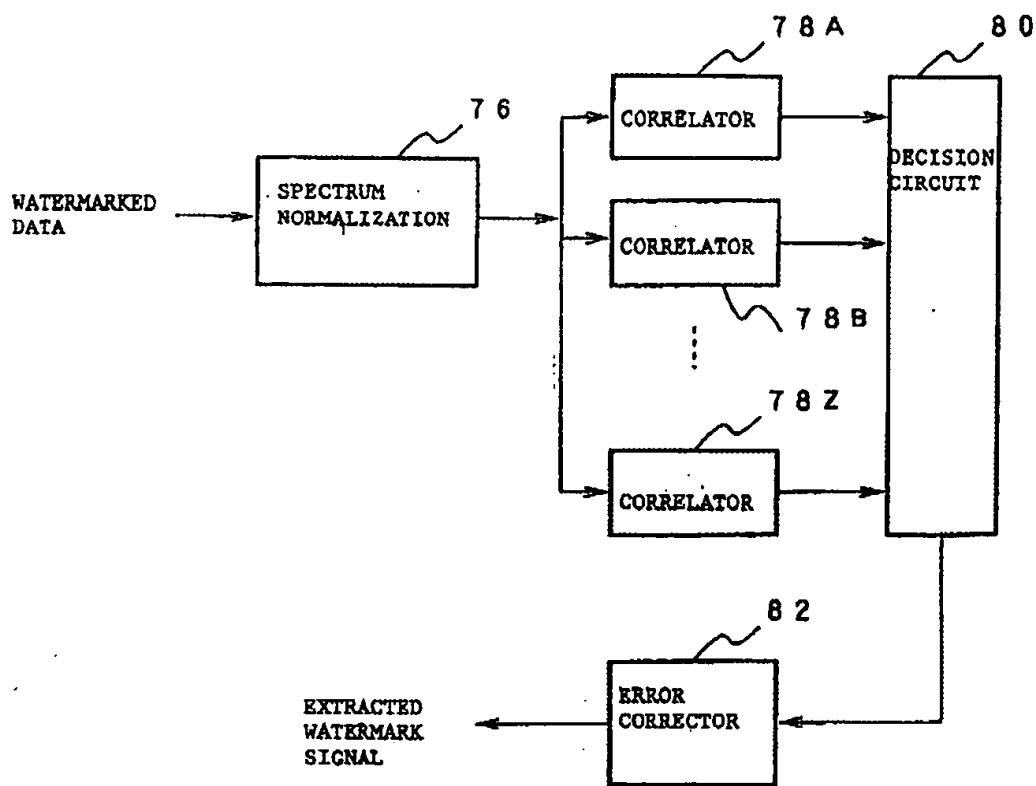 78A
80
CORRELATOR
76
DECISION
CIRCUIT
SPECTRUM
NORMALIZATION
WATERMARKED
DATA
CORRELATOR
78B
78Z
CORRELATOR
82
ERROR
CORRECTOR
EXTRACTED
WATERMARK
SIGNAL